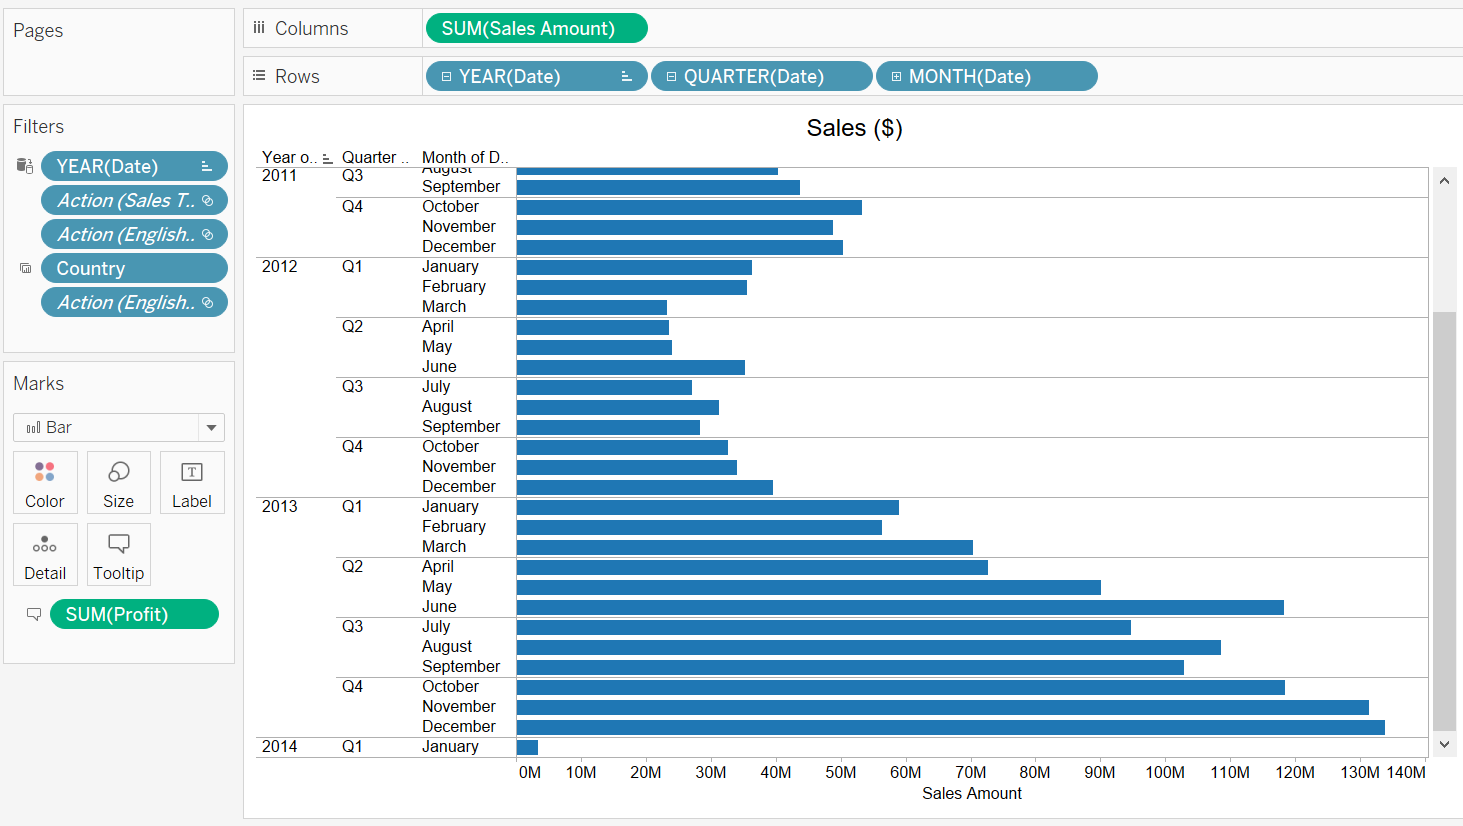 Pages
Columns
SUM(Sales Amount)
Rows
YEAR(Date)
QUARTER(Date)
MONTH(Date)
Filters
YEAR(Date)
Action (Sales T..
Action (English..
Country
Action (English..
Marks
Bar
Color
Size
T
Label
Detail
Tooltip
SUM(Profit)
Sales ($)
Year o.. Quarter .. Month of D..
2011 Q3 August
September
Q4 October
November
December
2012 Q1 January
February
March
Q2 April
May
June
Q3 July
August
September
Q4 October
November
December
2013 Q1 January
February
March
Q2 April
May
June
Q3 July
August
September
Q4 October
November
December
2014 Q1 January
0M 10M 20M 30M 40M 50M 60M 70M 80M 90M 100M 110M 120M 130M 140M
Sales Amount